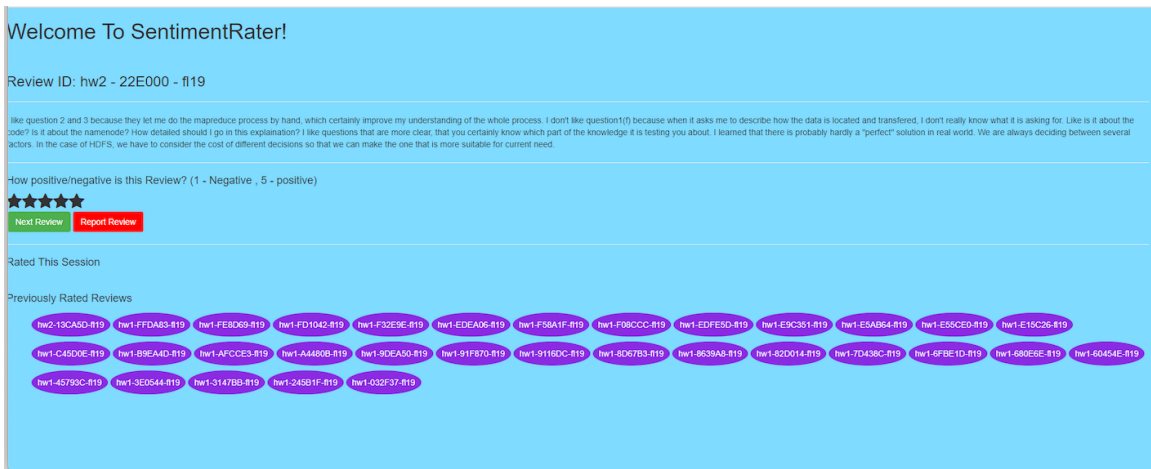 Welcome To SentimentRater!
Review ID: hw2 - 22E000 - fl19
like question 2 and 3 because they let me do the mapreduce process by hand, which certainly improve my understanding of the whole process. I don't like question1(f) because when it asks me to describe how the data is located and transfered, I don't really know what it is asking for. Like is it about the
code? Is it about the namenode? How detailed should I go in this explaination? I like questions that are more clear, that you certainly know which part of the knowledge it is testing you about. I learned that there is probably hardly a "perfect" solution in real world. We are always deciding between several
factors. In the case of HDFS, we have to consider the cost of different decisions so that we can make the one that is more suitable for current need.
How positive/negative is this Review? (1 - Negative , 5 - positive)
Next Review Report Review
Rated This Session
Previously Rated Reviews
hw2-13CA5D-fl19 hw1-FFDA83-fl19 hw1-FE8D69-fl19 hw1-FD1042-fl19 hw1-F32E9E-fl19 hw1-EDEA06-fl19 hw1-F58A1F-fl19 hw1-F08CCC-fl19 hw1-EDFE5D-fl19 hw1-E9C351-fl19 hw1-E5AB64-fl19 hw1-E55CE0-fl19 hw1-E15C26-fl19
hw1-C45D0E-fl19 hw1-B9EA4D-fl19 hw1-AFCCE3-fl19 hw1-A4480B-fl19 hw1-9DEA50-fl19 hw1-91F870-fl19 hw1-9116DC-fl19 hw1-8D67B3-fl19 hw1-8639A8-fl19 hw1-82D014-fl19 hw1-7D438C-fl19 hw1-6FBE1D-fl19 hw1-680E6E-fl19 hw1-60454E-fl19
hw1-45793C-fl19 hw1-3E0544-fl19 hw1-3147BB-fl19 hw1-245B1F-fl19 hw1-032F37-fl19